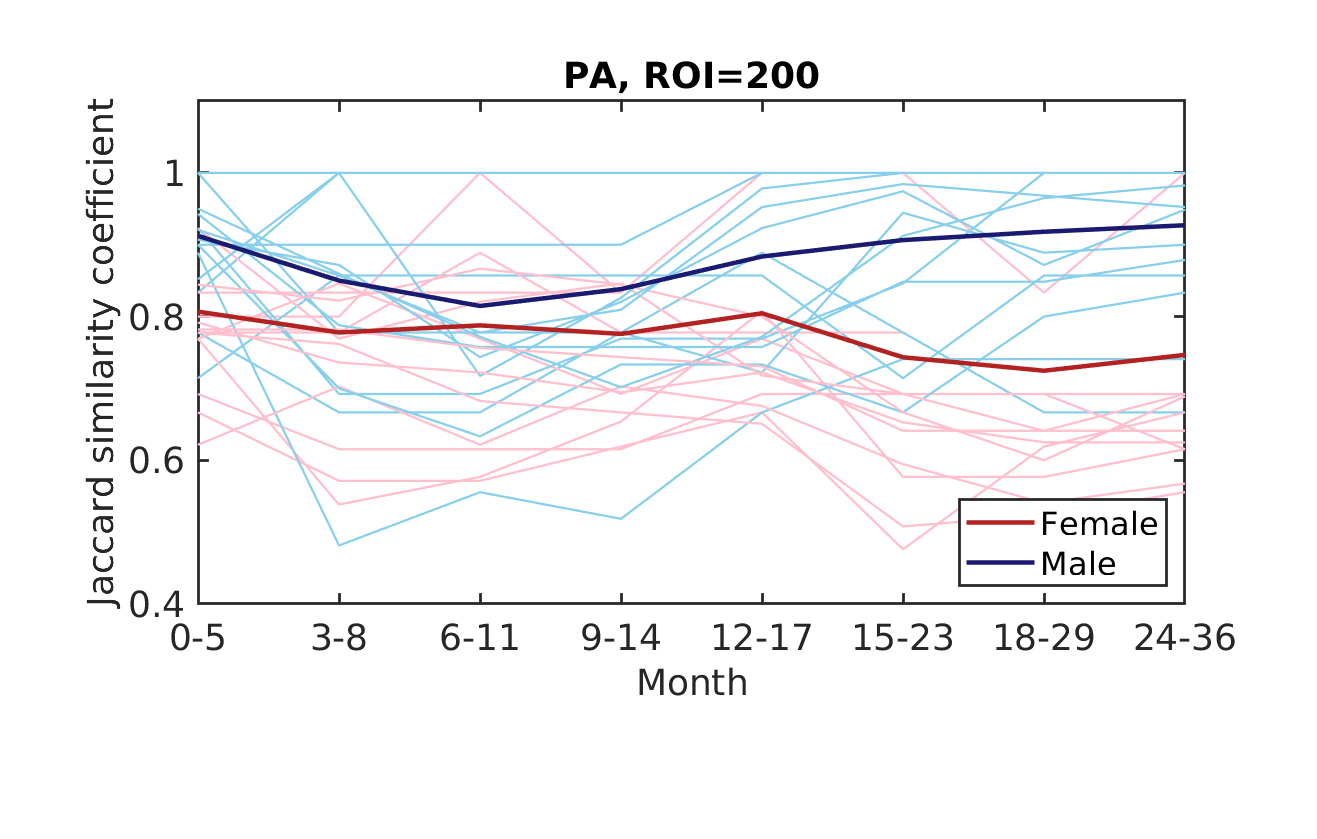 PA, ROI=200
Jaccard similarity coefficient
1
0.8
0.6
0.4
0-5 3-8 6-11 9-14 12-17 15-23 18-29 24-36
Month
Female
Male